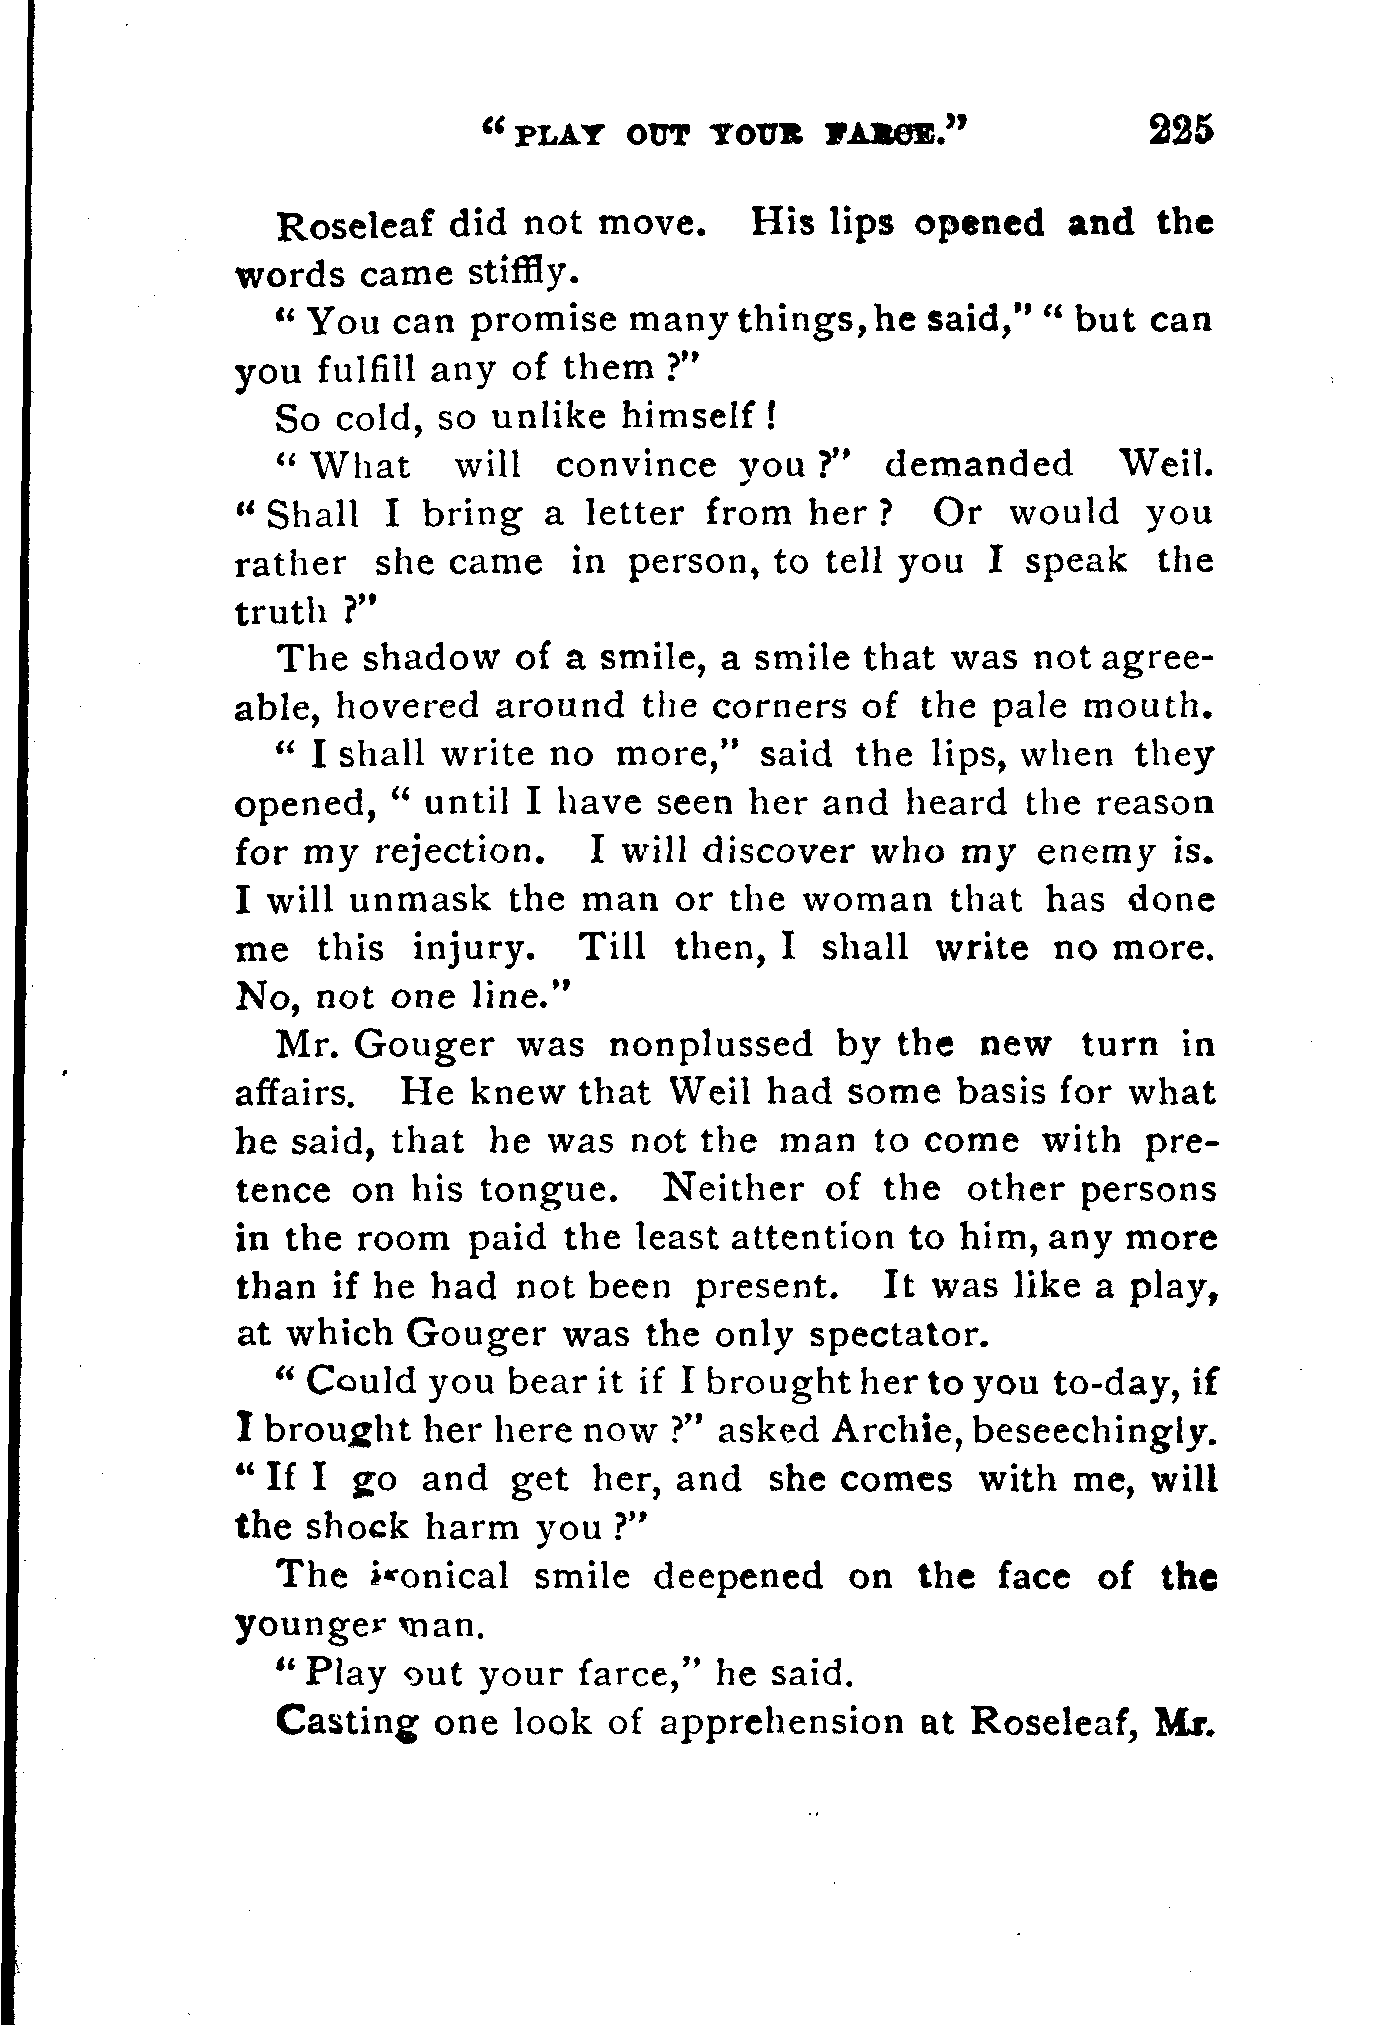 "PLAY OUT YOUR FARCE." 225
Roseleaf did not move. His lips opened and the
words came stiffly.
"You can promise many things, he said," "but can
you fulfill any of them?"
So cold, so unlike himself!
"What will convince you?" demanded Weil.
"Shall I bring a letter from her? Or would you
rather she came in person, to tell you I speak the
truth?"
The shadow of a smile, a smile that was not agree-
able, hovered around the corners of the pale mouth.
"I shall write no more," said the lips, when they
opened, "until I have seen her and heard the reason
for my rejection. I will discover who my enemy is.
I will unmask the man or the woman that has done
me this injury. Till then, I shall write no more.
No, not one line."
Mr. Gouger was nonplussed by the new turn in
affairs. He knew that Weil had some basis for what
he said, that he was not the man to come with pre-
tence on his tongue. Neither of the other persons
in the room paid the least attention to him, any more
than if he had not been present. It was like a play,
at which Gouger was the only spectator.
"Could you bear it if I brought her to you to-day, if
I brought her here now?" asked Archie, beseechingly.
"If I go and get her, and she comes with me, will
the shock harm you?"
The ironical smile deepened on the face of the
younger man.
"Play out your farce," he said.
Casting one look of apprehension at Roseleaf, Mr.